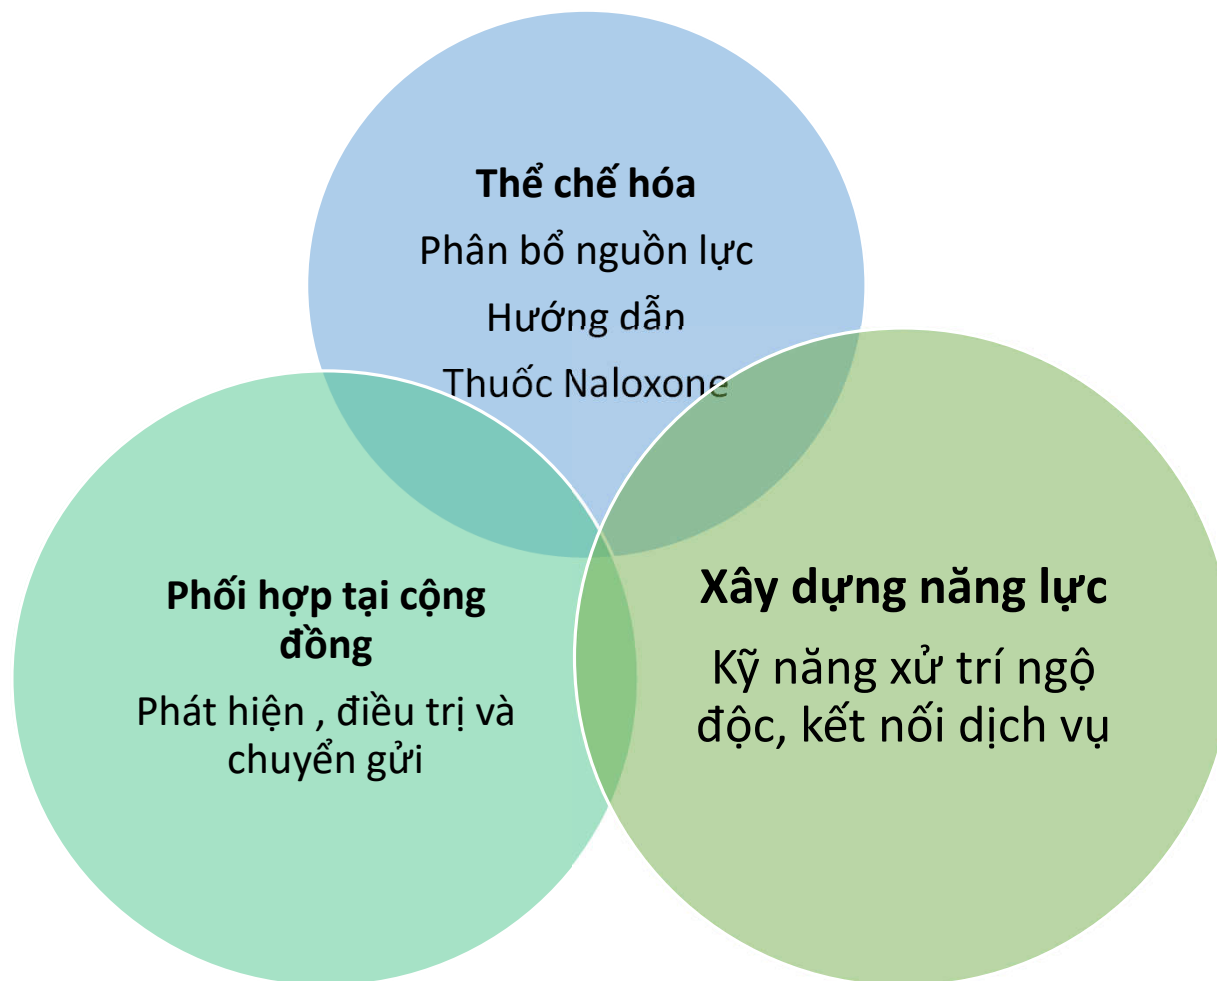 Thể chế hóa
Phân bổ nguồn lực
Hướng dẫn
Thuốc Naloxone
Phối hợp tại cộng
đồng
Phát hiện , điều trị và
chuyển gửi
Xây dựng năng lực
Kỹ năng xử trí ngộ
độc, kết nối dịch vụ